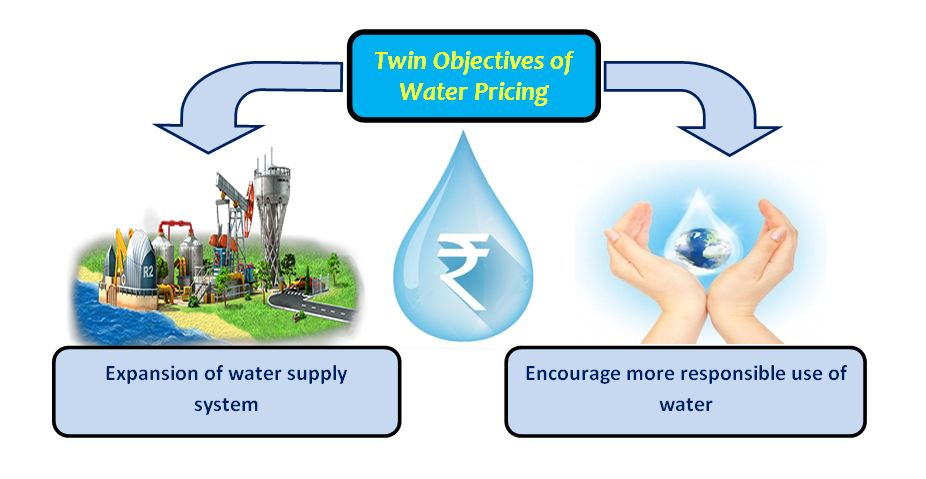 Twin Objectives of
Water Pricing
R2
₹
Expansion of water supply
system
Encourage more responsible use of
water